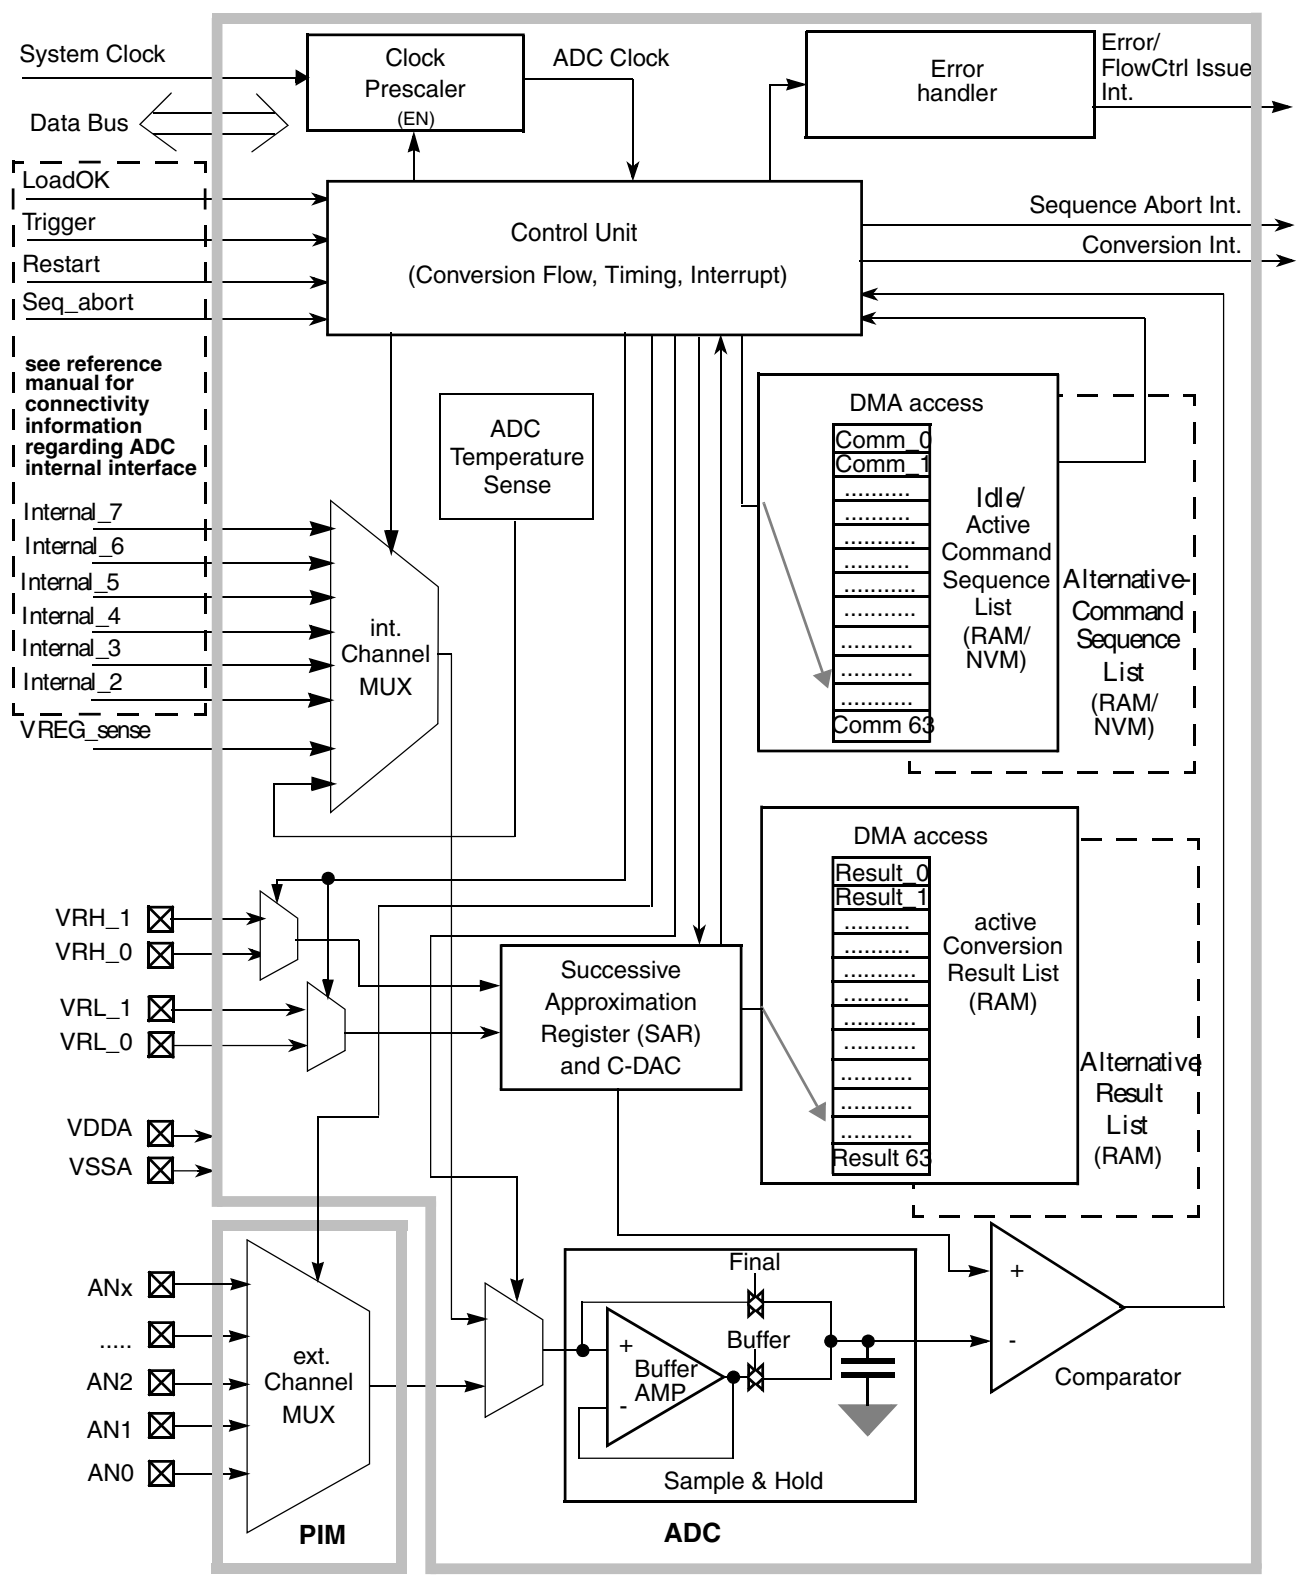 System Clock
Clock
Prescaler
(EN)
ADC Clock
Error
handler
Error/
FlowCtrl Issue
Int.
Data Bus
LoadOK
Trigger
Restart
Seq_abort
Control Unit
(Conversion Flow, Timing, Interrupt)
Sequence Abort Int.
Conversion Int.
see reference
manual for
connectivity
information
regarding ADC
internal interface
ADC
Temperature
Sense
DMA access
Comm_0
Comm_1
..........
..........
...........
..........
...........
...........
...........
...........
...........
Comm 63
Idle/
Active
Command
Sequence
List
(RAM/
NVM)
Alternative-
Command
Sequence
List
(RAM/
NVM)
Internal_7
Internal_6
Internal_5
Internal_4
Internal_3
Internal_2
VREG_sense
int.
Channel
MUX
DMA access
Result_0
Result_1
..........
..........
...........
..........
...........
...........
...........
...........
...........
Result 63
active
Conversion
Result List
(RAM)
Alternative
Result
List
(RAM)
VRH_1
VRH_0
VRL_1
VRL_0
Successive
Approximation
Register (SAR)
and C-DAC
VDDA
VSSA
ANx
.....
AN2
AN1
AN0
ext.
Channel
MUX
PIM
Final
Buffer
+
Buffer
AMP
-
Sample & Hold
ADC
+
-
Comparator